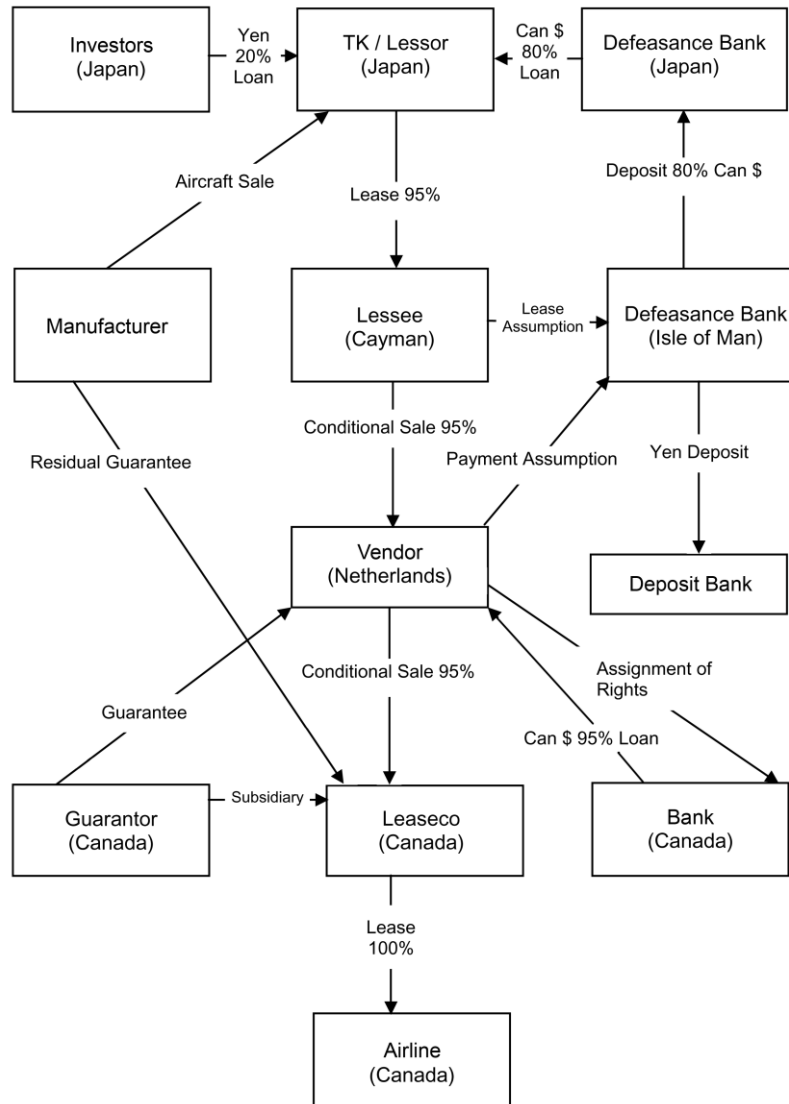 Investors
(Japan)
Yen
20%
Loan
TK / Lessor
(Japan)
Can $
80%
Loan
Defeasance Bank
(Japan)
Aircraft Sale
Lease 95%
Deposit 80% Can $
Manufacturer
Lessee
(Cayman)
Lease
Assumption
Defeasance Bank
(Isle of Man)
Residual Guarantee
Conditional Sale 95%
Payment Assumption
Yen Deposit
Vendor
(Netherlands)
Deposit Bank
Guarantee
Conditional Sale 95%
Assignment of
Rights
Can $ 95% Loan
Guarantor
(Canada)
Subsidiary
Leaseco
(Canada)
Bank
(Canada)
Lease
100%
Airline
(Canada)